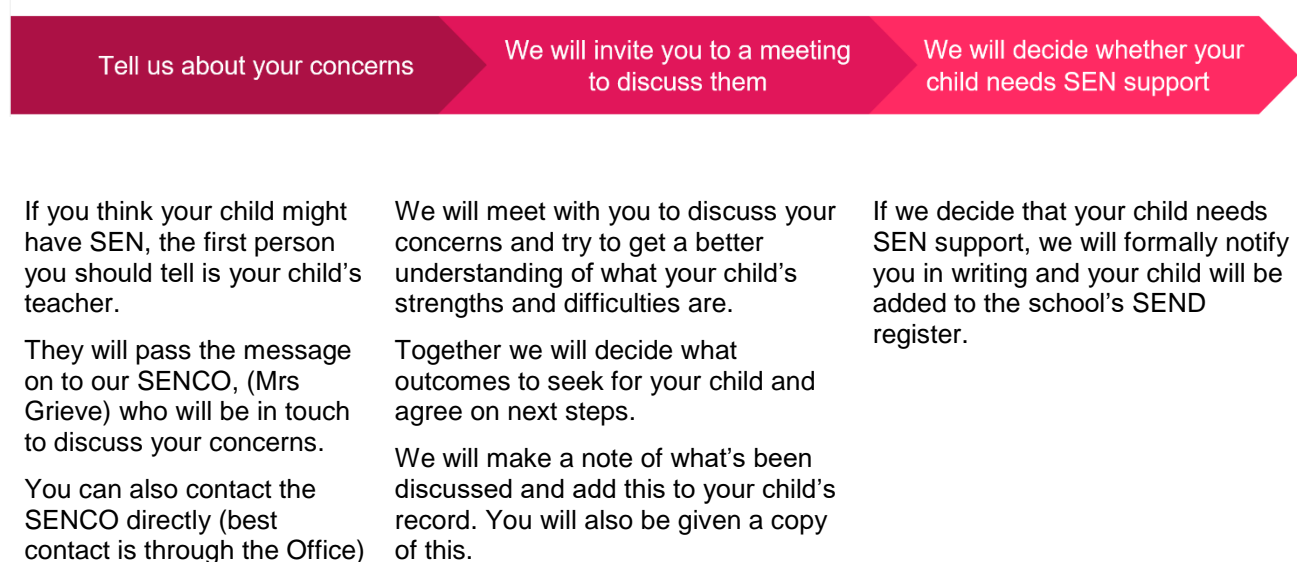 Tell us about your concerns
We will invite you to a meeting
to discuss them
We will decide whether your
child needs SEN support
If you think your child might
have SEN, the first person
you should tell is your child’s
teacher.
They will pass the message
on to our SENCO, (Mrs
Grieve) who will be in touch
to discuss your concerns.
You can also contact the
SENCO directly (best
contact is through the Office)
We will meet with you to discuss your
concerns and try to get a better
understanding of what your child’s
strengths and difficulties are.
Together we will decide what
outcomes to seek for your child and
agree on next steps.
We will make a note of what’s been
discussed and add this to your child’s
record. You will also be given a copy
of this.
If we decide that your child needs
SEN support, we will formally notify
you in writing and your child will be
added to the school’s SEND
register.